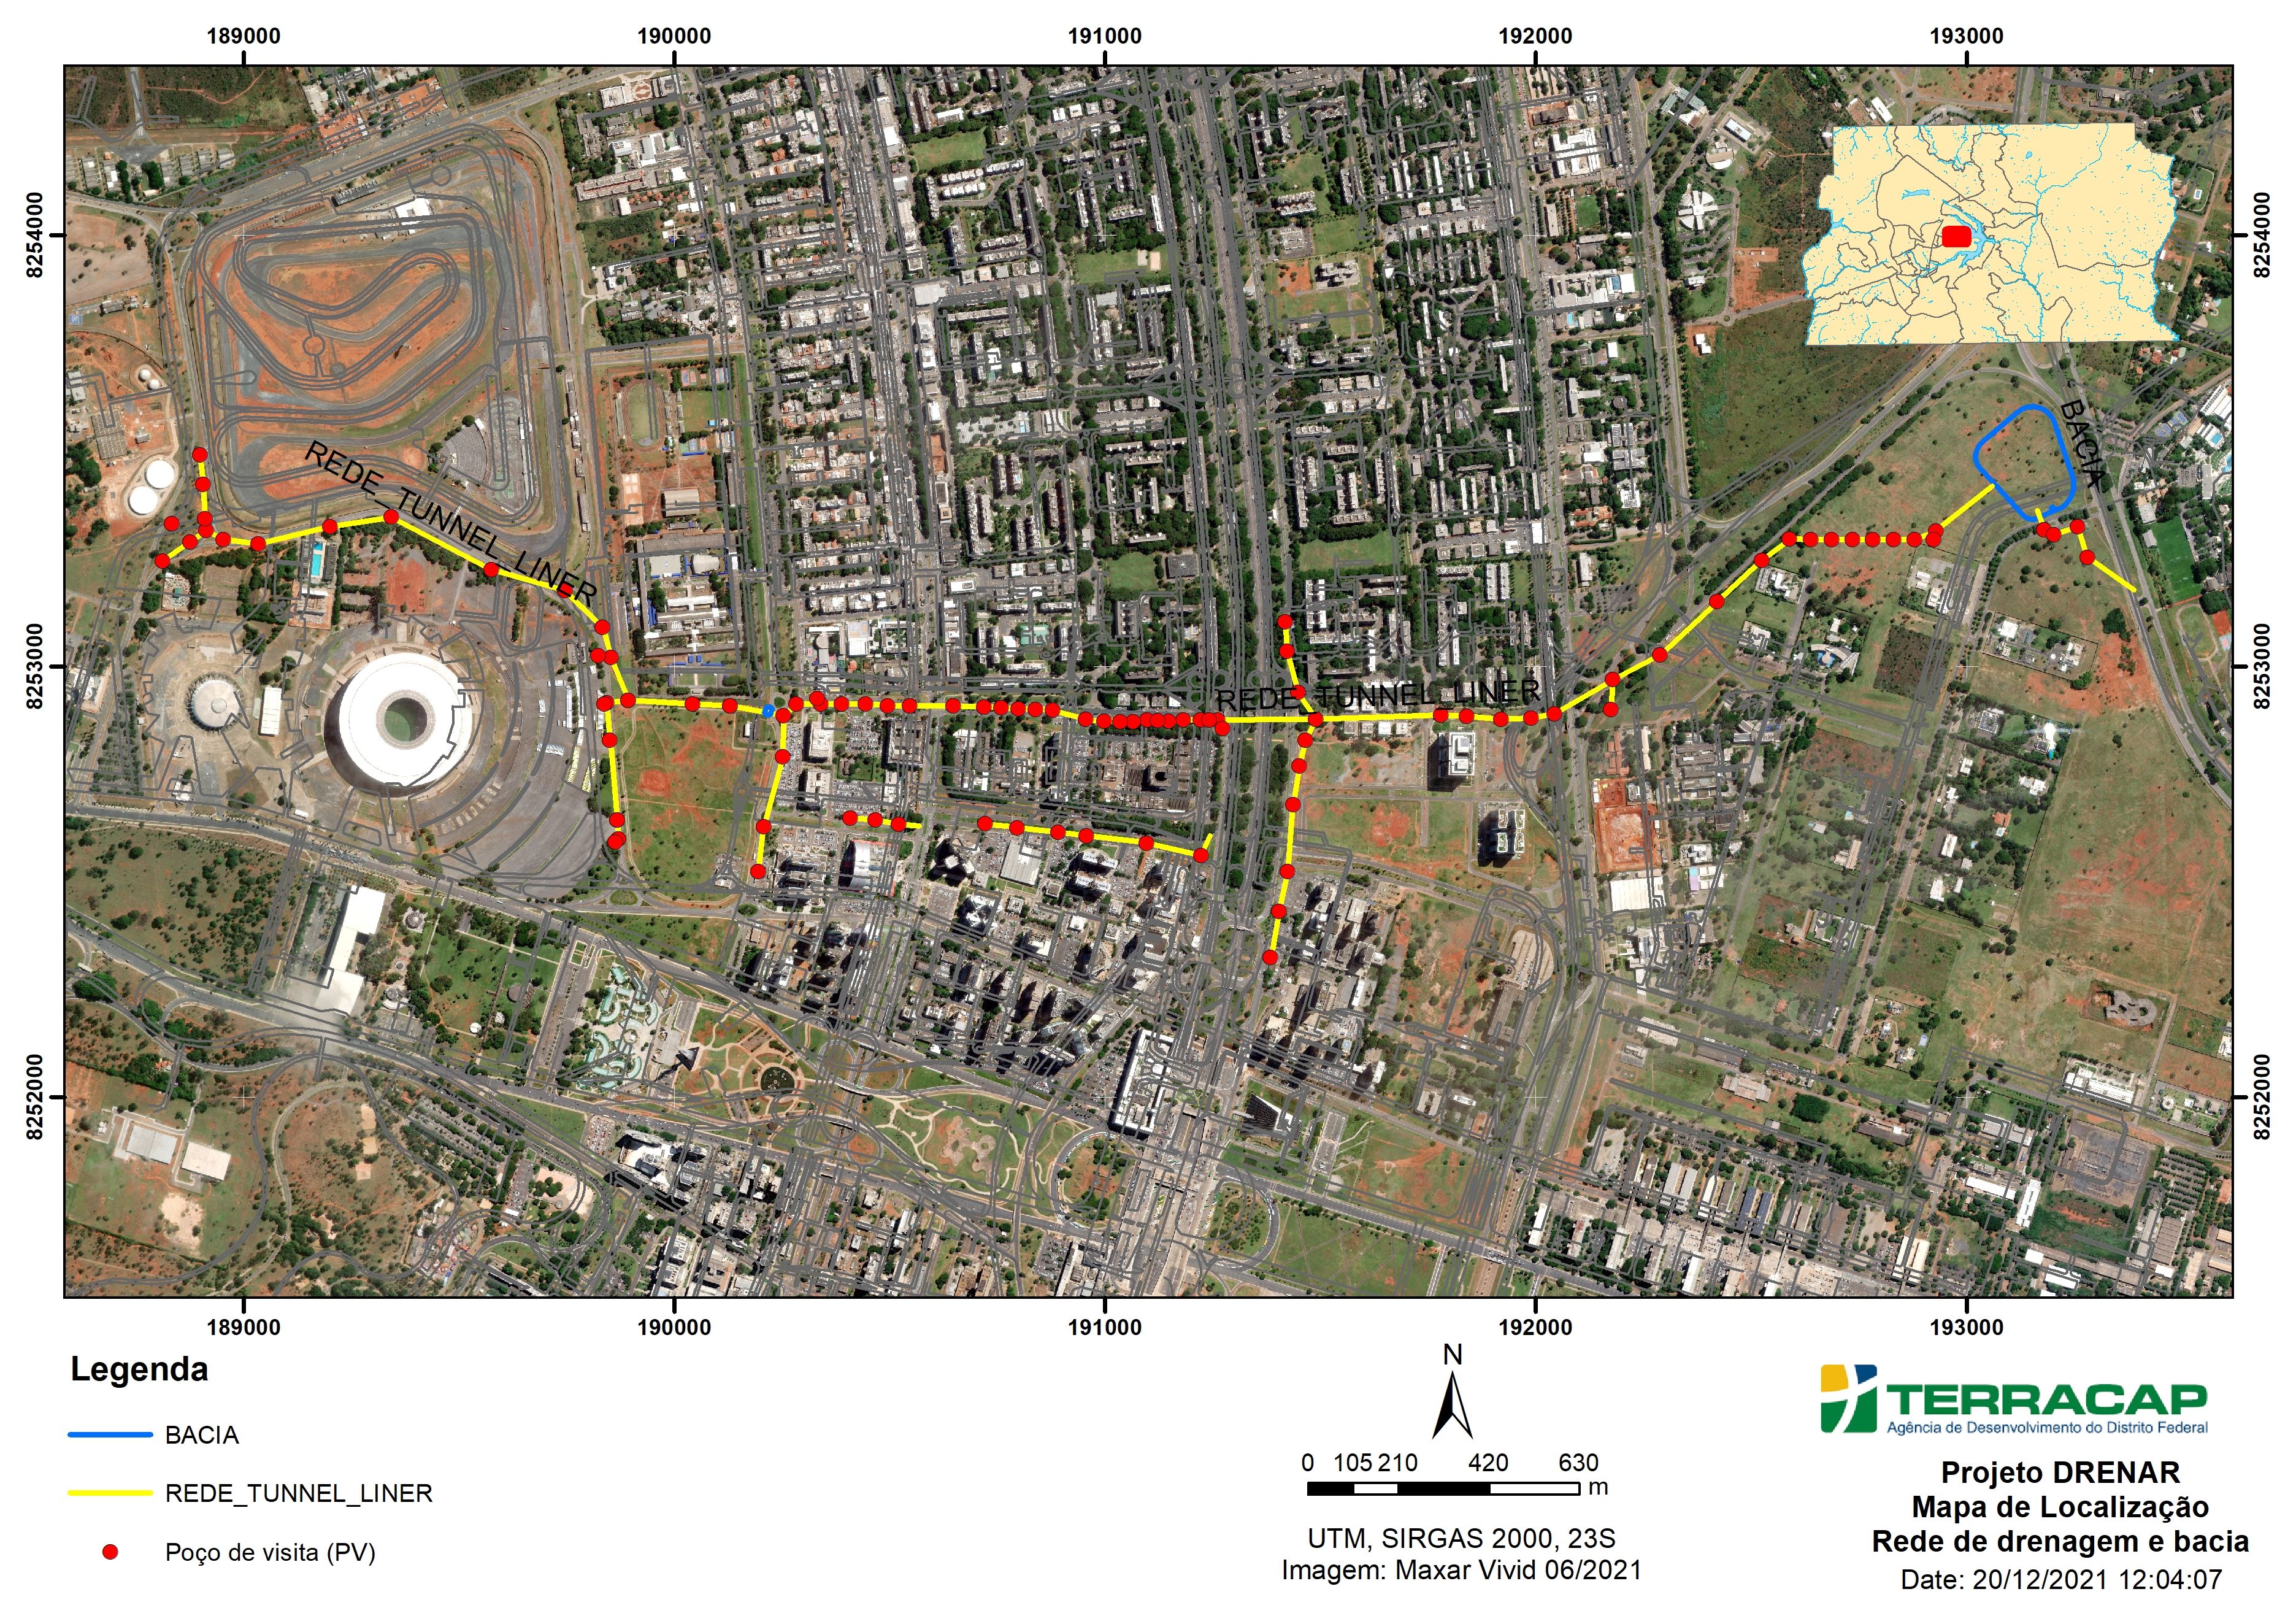 189000 190000 191000 192000 193000
8254000
8254000
BACIA
REDE_TUNNEL_LINER
8253000
8253000
REDE_TUNNEL_LINER
8252000
8252000
189000 190000 191000 192000 193000
Legenda
BACIA
REDE_TUNNEL_LINER
Poço de visita (PV)
N
0 105 210 420 630
m
UTM, SIRGAS 2000, 23S
Imagem: Maxar Vivid 06/2021
TERRACAP
Agência de Desenvolvimento do Distrito Federal
Projeto DRENAR
Mapa de Localização
Rede de drenagem e bacia
Date: 20/12/2021 12:04:07